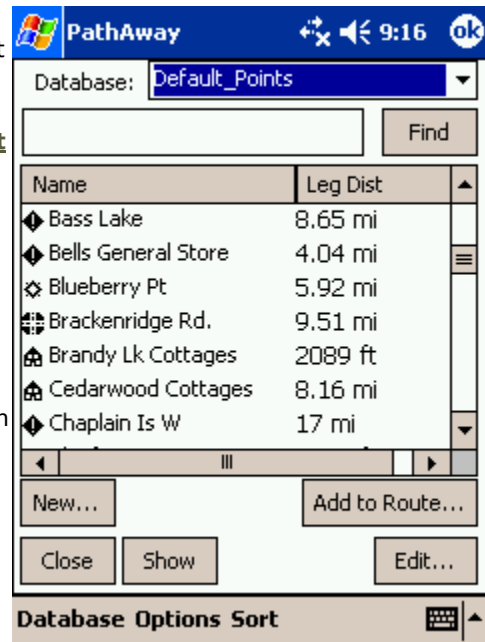 PathAway 9:16 ok
t
Database: Default_Points
t
Find
Name Leg Dist
Bass Lake 8.65 mi
Bells General Store 4.04 mi
Blueberry Pt 5.92 mi
Brackenridge Rd. 9.51 mi
Brandy Lk Cottages 2089 ft
Cedarwood Cottages 8.16 mi
n Chaplain Is W 17 mi
New... Add to Route...
Close Show Edit...
Database Options Sort